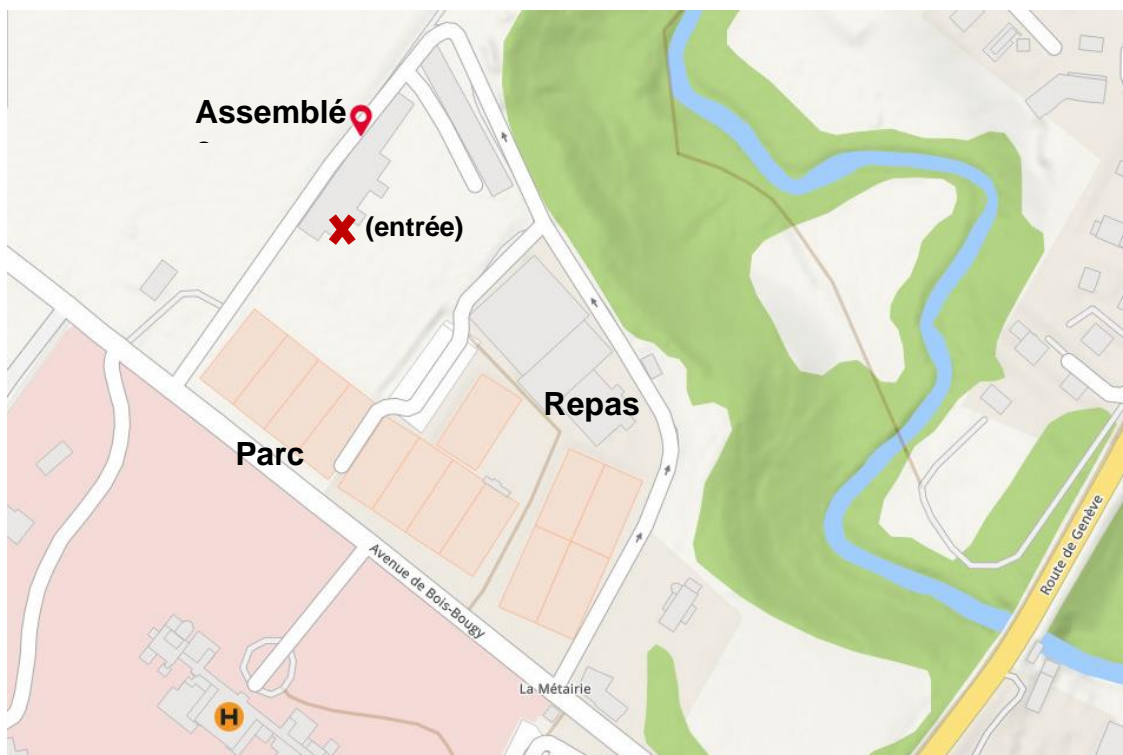 Assemblé
(entrée)
Repas
Parc
Avenue de Bois-Bougy
La Métairie
Route de Genève
H